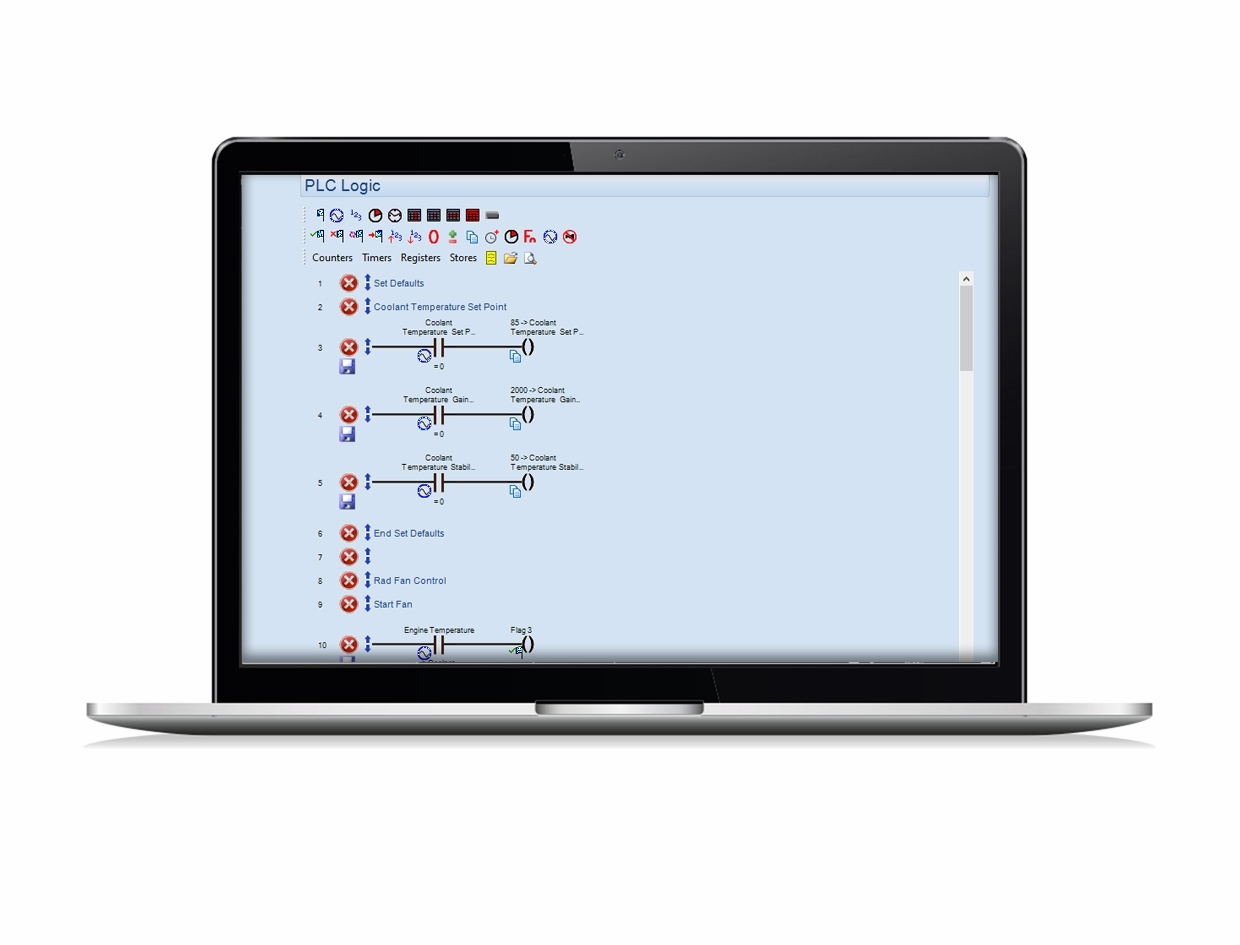 PLC Logic
Counters Timers Registers Stores
1 Set Defaults
2 Coolant Temperature Set Point
Coolant 85 -> Coolant
Temperature Set P... Temperature Set P...
3
= 0
Coolant 2000 -> Coolant
Temperature Gain... Temperature Gain..
4
= 0
Coolant 50 -> Coolant
Temperature Stabil... Temperature Stabil...
5
= 0
6 End Set Defaults
7
8 Rad Fan Control
9 Start Fan
Engine Temperature Flag 3
10